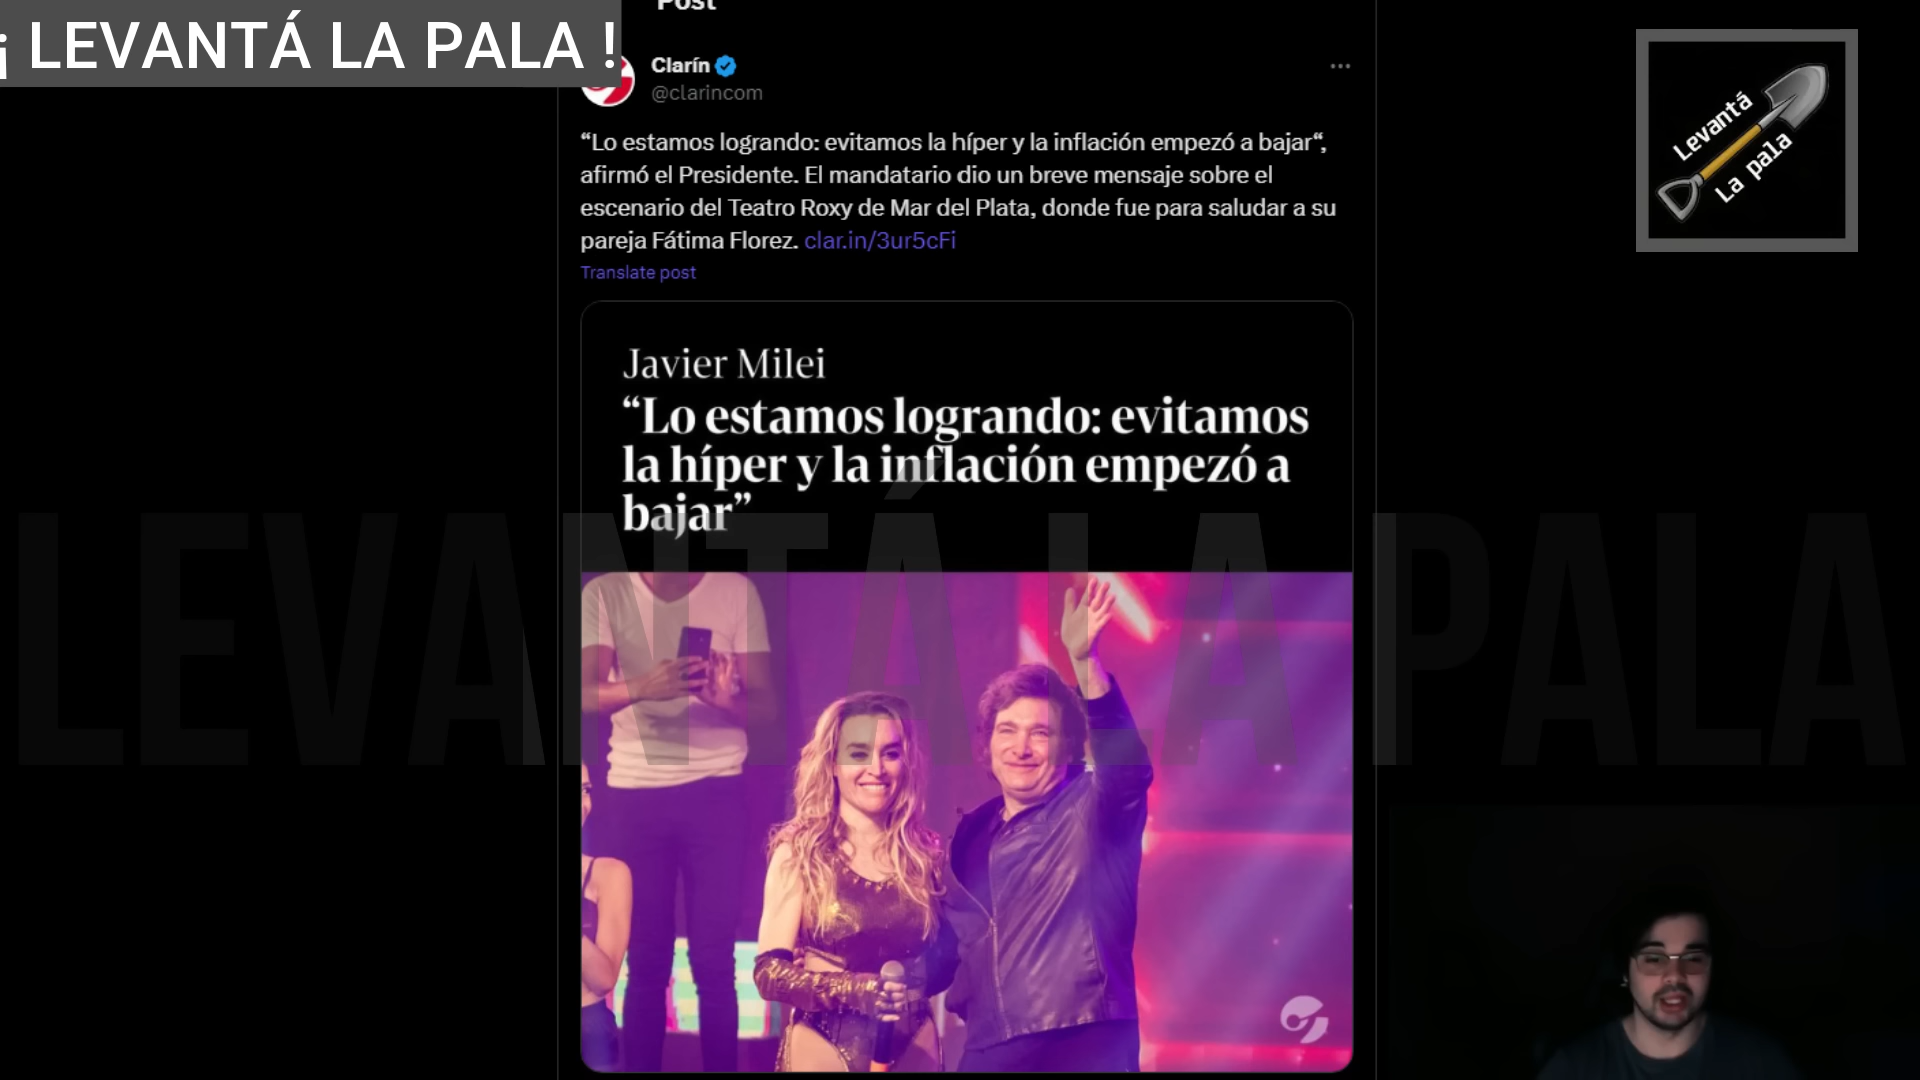 Post
¡ LEVANTÁ LA PALA !
Clarín
@clarincom
“Lo estamos logrando: evitamos la híper y la inflación empezó a bajar“,
afirmó el Presidente. El mandatario dio un breve mensaje sobre el
escenario del Teatro Roxy de Mar del Plata, donde fue para saludar a su
pareja Fátima Florez. clar.in/3ur5cFi
Translate post
Javier Milei
“Lo estamos logrando: evitamos
la híper y la inflación empezó a
bajar”
LEVANTÁ LA PALA
Levantá
La pala